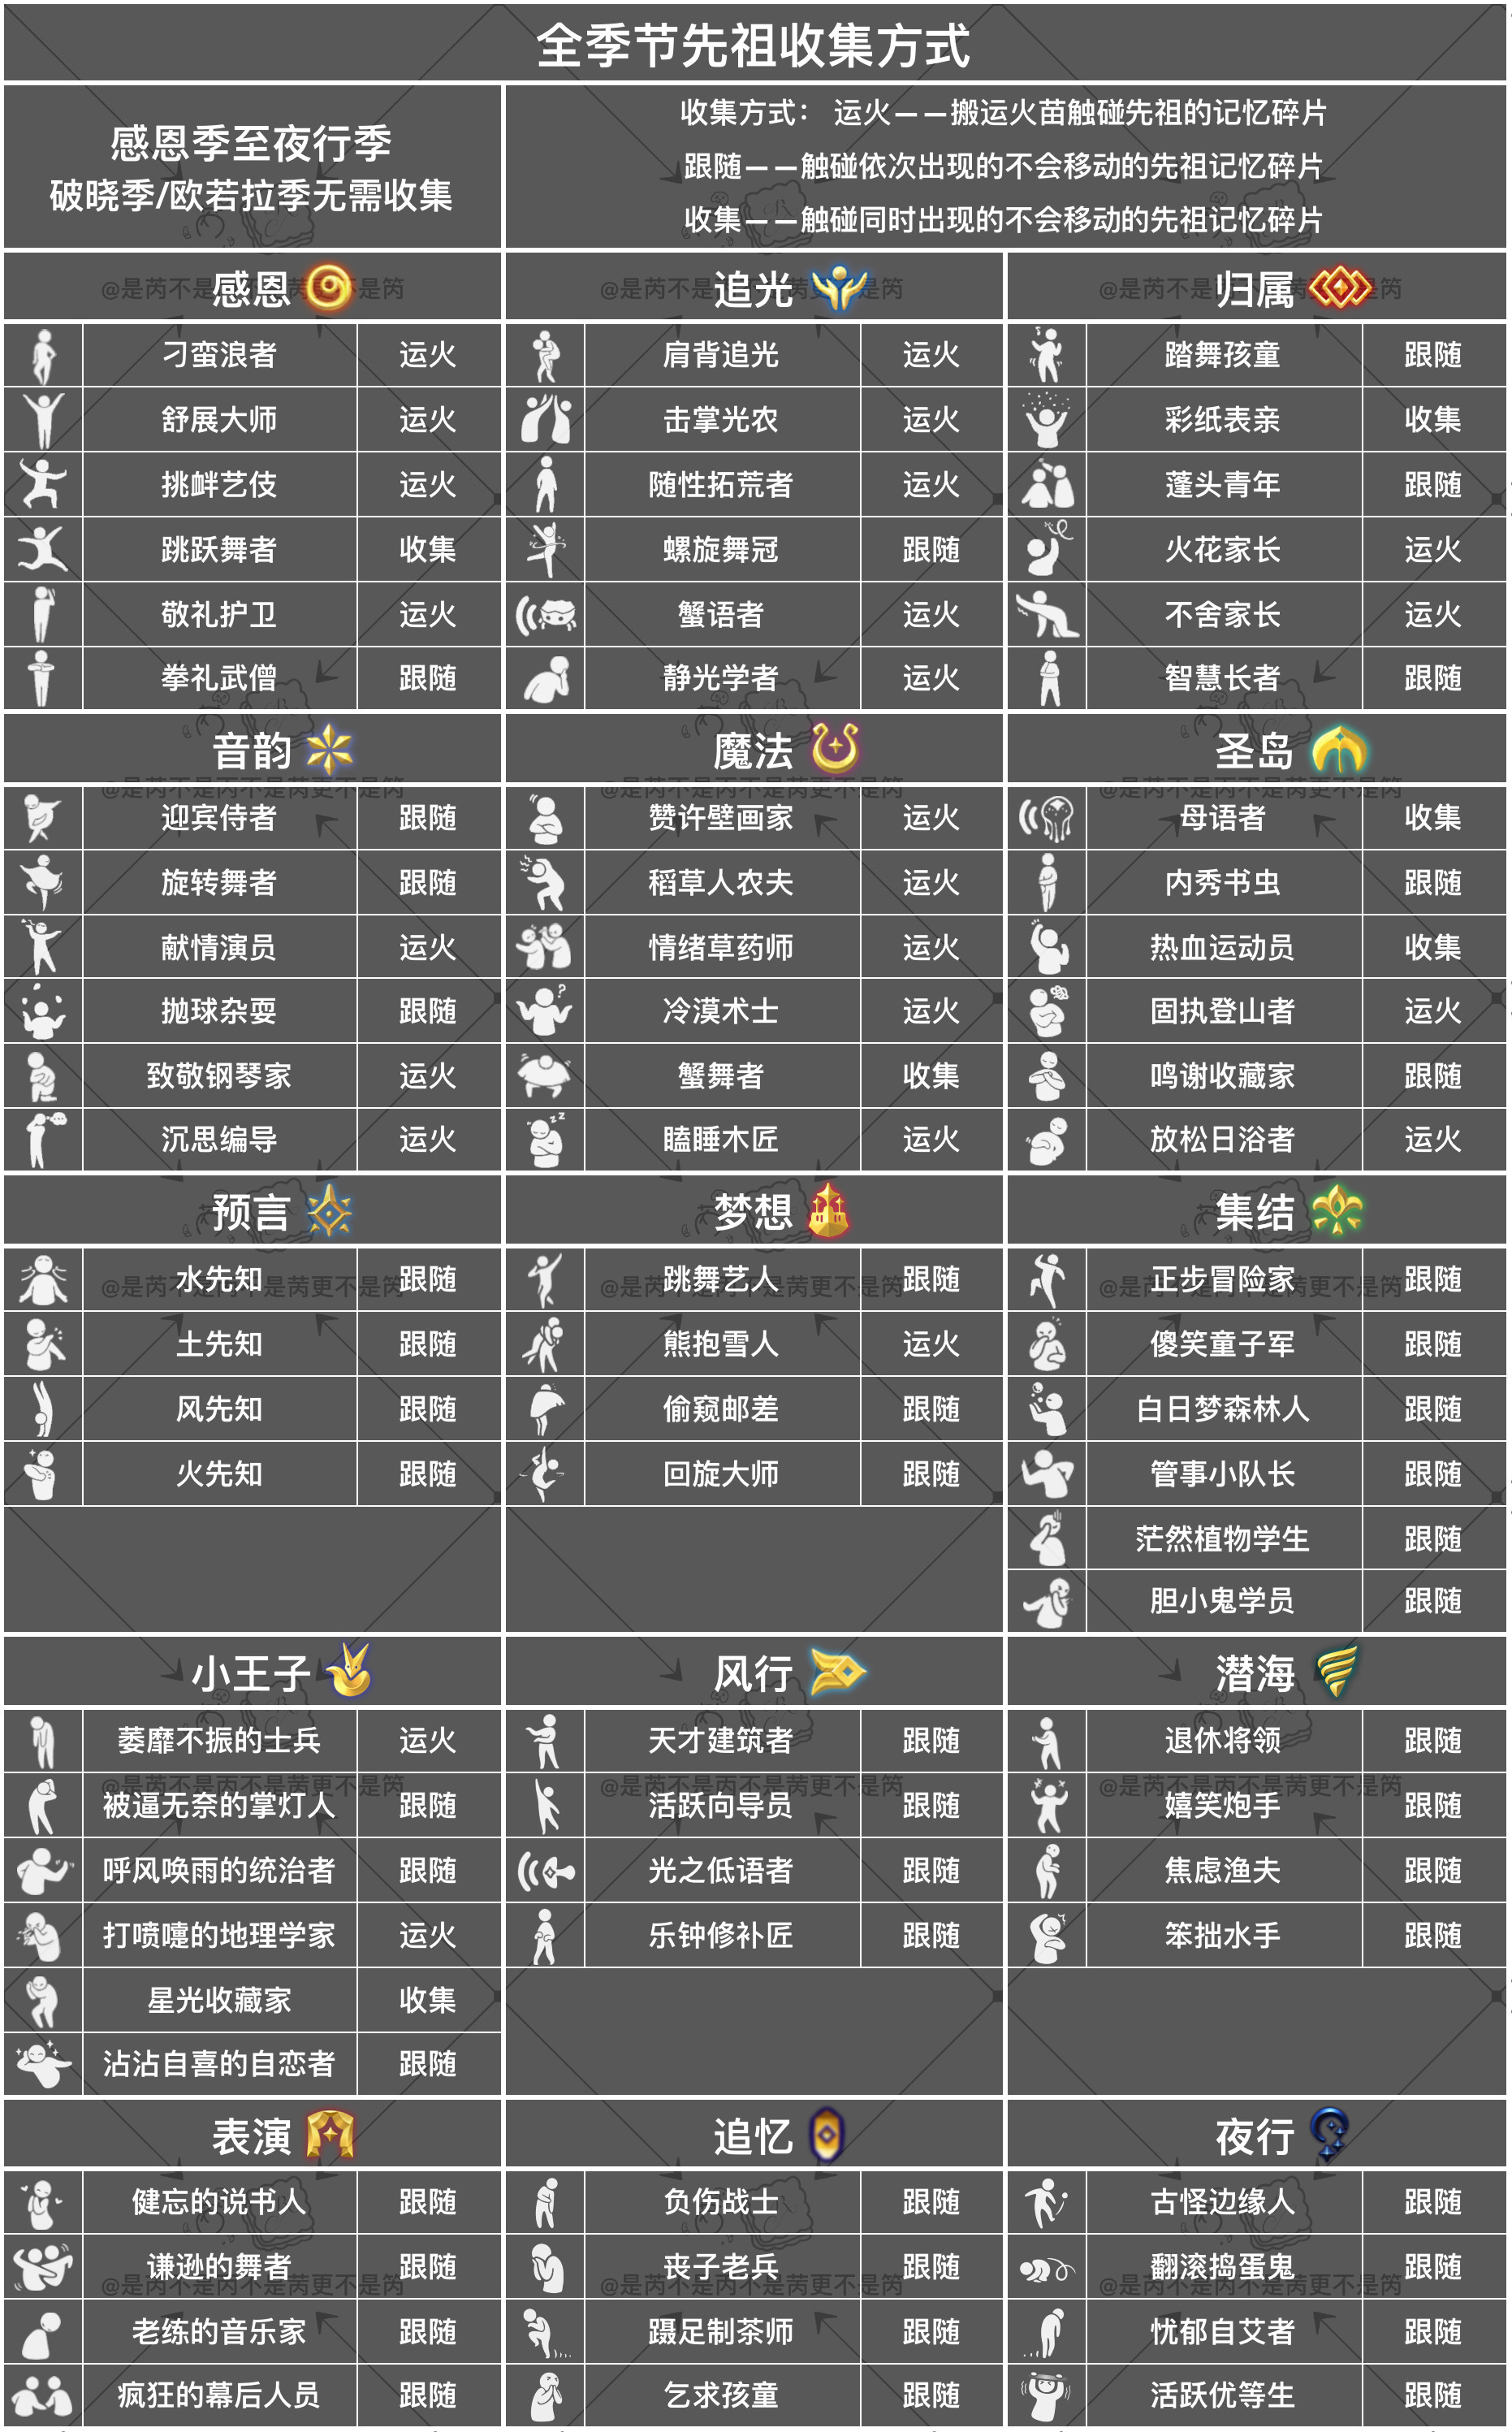 全季节先祖收集方式
感恩季至夜行季
破晓季/欧若拉季无需收集
收集方式： 运火——搬运火苗触碰先祖的记忆碎片
跟随——触碰依次出现的不会移动的先祖记忆碎片
收集——触碰同时出现的不会移动的先祖记忆碎片
感恩 追光 归属
刁蛮浪者 运火 肩背追光 运火 踏舞孩童 跟随
舒展大师 运火 击掌光农 运火 彩纸表亲 收集
挑衅艺伎 运火 随性拓荒者 运火 蓬头青年 跟随
跳跃舞者 收集 螺旋舞冠 跟随 火花家长 运火
敬礼护卫 运火 蟹语者 运火 不舍家长 运火
拳礼武僧 跟随 静光学者 运火 智慧长者 跟随
音韵 魔法 圣岛
迎宾侍者 跟随 赞许壁画家 运火 母语者 收集
旋转舞者 跟随 稻草人农夫 运火 内秀书虫 跟随
献情演员 运火 情绪草药师 运火 热血运动员 收集
抛球杂耍 跟随 冷漠术士 运火 固执登山者 运火
致敬钢琴家 运火 蟹舞者 收集 鸣谢收藏家 跟随
沉思编导 运火 瞌睡木匠 运火 放松日浴者 运火
预言 梦想 集结
水先知 跟随 跳舞艺人 跟随 正步冒险家 跟随
土先知 跟随 熊抱雪人 运火 傻笑童子军 跟随
风先知 跟随 偷窥邮差 跟随 白日梦森林人 跟随
火先知 跟随 回旋大师 跟随 管事小队长 跟随
茫然植物学生 跟随
胆小鬼学员 跟随
小王子 风行 潜海
萎靡不振的士兵 运火 天才建筑者 跟随 退休将领 跟随
被逼无奈的掌灯人 跟随 活跃向导员 跟随 嬉笑炮手 跟随
呼风唤雨的统治者 跟随 光之低语者 跟随 焦虑渔夫 跟随
打喷嚏的地理学家 运火 乐钟修补匠 跟随 笨拙水手 跟随
星光收藏家 收集
沾沾自喜的自恋者 跟随
表演 追忆 夜行
健忘的说书人 跟随 负伤战士 跟随 古怪边缘人 跟随
谦逊的舞者 跟随 丧子老兵 跟随 翻滚捣蛋鬼 跟随
老练的音乐家 跟随 蹑足制茶师 跟随 忧郁自艾者 跟随
疯狂的幕后人员 跟随 乞求孩童 跟随 活跃优等生 跟随